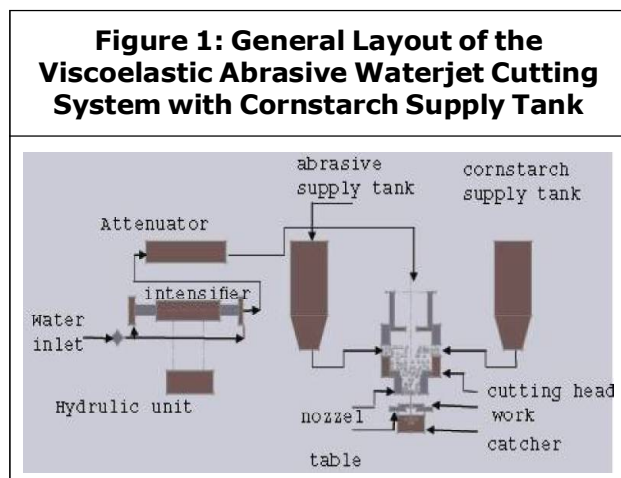 Figure 1: General Layout of the
Viscoelastic Abrasive Waterjet Cutting
System with Cornstarch Supply Tank
abrasive
supply tank
cornstarch
supply tank
Attenuator
intensifier
Water
inlet
Hydrulic unit
nozzel
cutting head
work
catcher
table